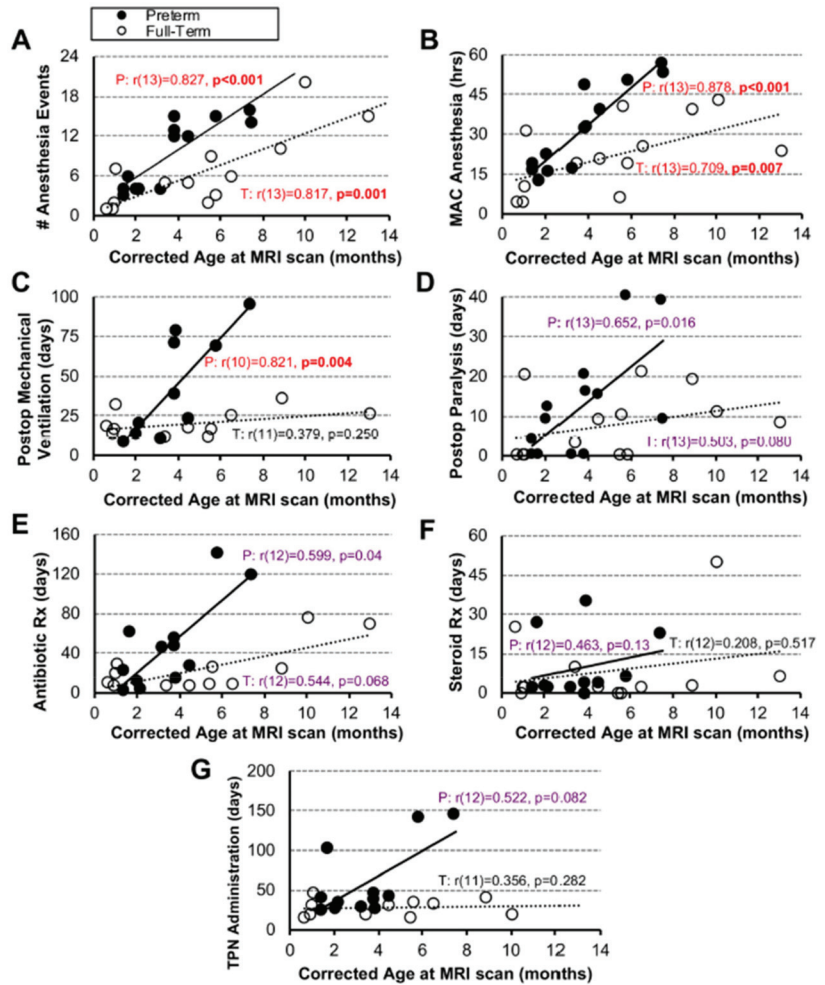 Preterm
Full-Term
A
# Anesthesia Events
24
18
12
6
0
P: r(13)=0.827, p<0.001
T: r(13)=0.817, p=0.001
0 2 4 6 8 10 12 14
Corrected Age at MRI scan (months)
B
MAC Anesthesia (hrs)
60
45
30
15
0
P: r(13)=0.878, p<0.001
T: r(13)=0.709, p=0.007
0 2 4 6 8 10 12 14
Corrected Age at MRI scan (months)
C
Postop Mechanical
Ventilation (days)
100
75
50
25
0
P: r(10)=0.821, p=0.004
T: r(11)=0.379, p=0.250
0 2 4 6 8 10 12 14
Corrected Age at MRI scan (months)
D
Postop Paralysis (days)
40
30
20
10
0
P: r(13)=0.652, p=0.016
T: r(13)=0.503, p=0.080
0 2 4 6 8 10 12 14
Corrected Age at MRI scan (months)
E
Antibiotic Rx (days)
160
120
80
40
0
P: r(12)=0.599, p=0.04
T: r(12)=0.544, p=0.068
0 2 4 6 8 10 12 14
Corrected Age at MRI scan (months)
F
Steroid Rx (days)
60
45
30
15
0
P: r(12)=0.463, p=0.13
T: r(12)=0.208, p=0.517
0 2 4 6 8 10 12 14
Corrected Age at MRI scan (months)
G
TPN Administration (days)
200
150
100
50
0
P: r(12)=0.522, p=0.082
T: r(11)=0.356, p=0.282
0 2 4 6 8 10 12 14
Corrected Age at MRI scan (months)